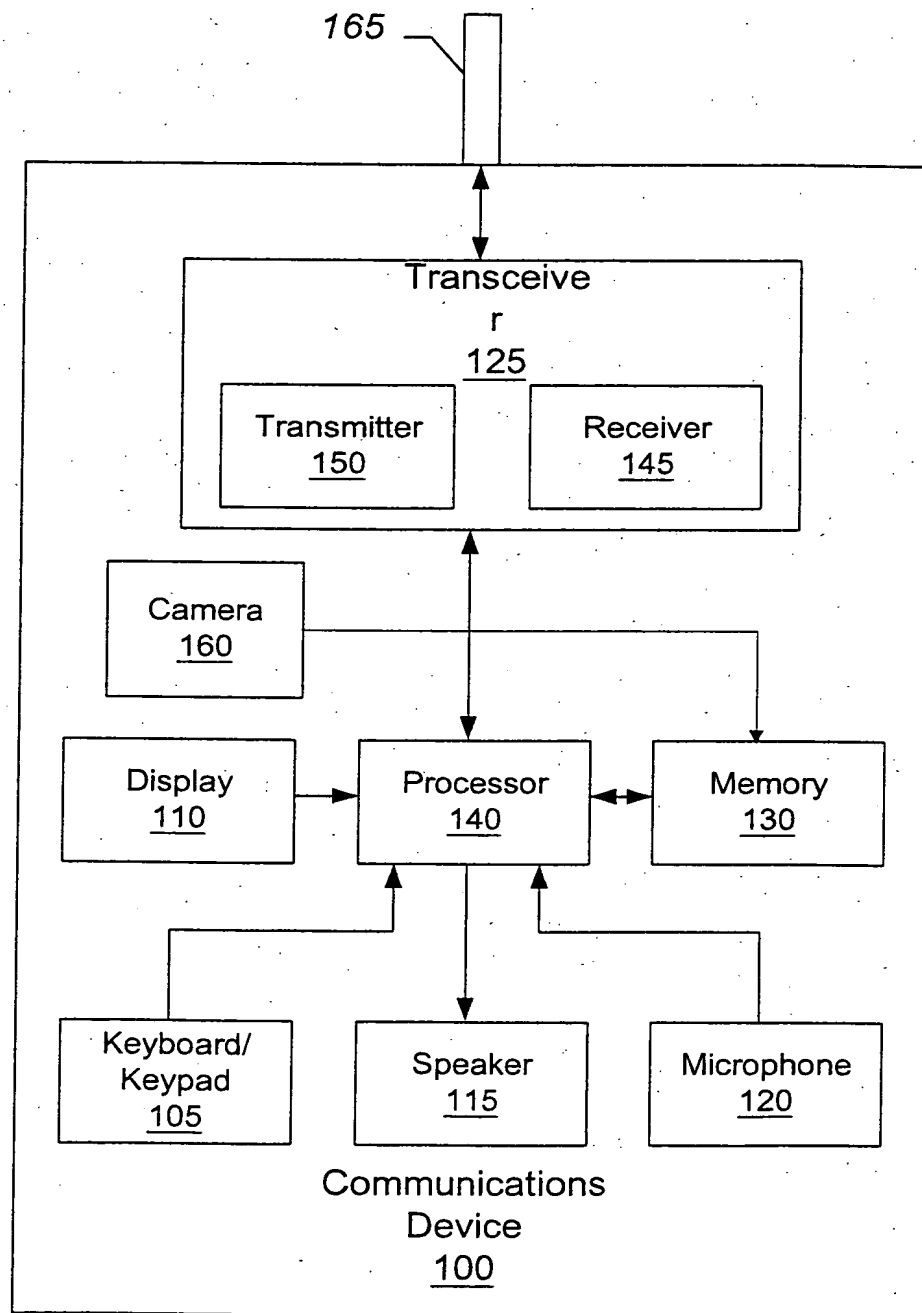 165
Transceive
r
125
Transmitter
150
Receiver
145
Camera
160
Display
110
Processor
140
Memory
130
Keyboard/
Keypad
105
Speaker
115
Microphone
120
Communications
Device
100